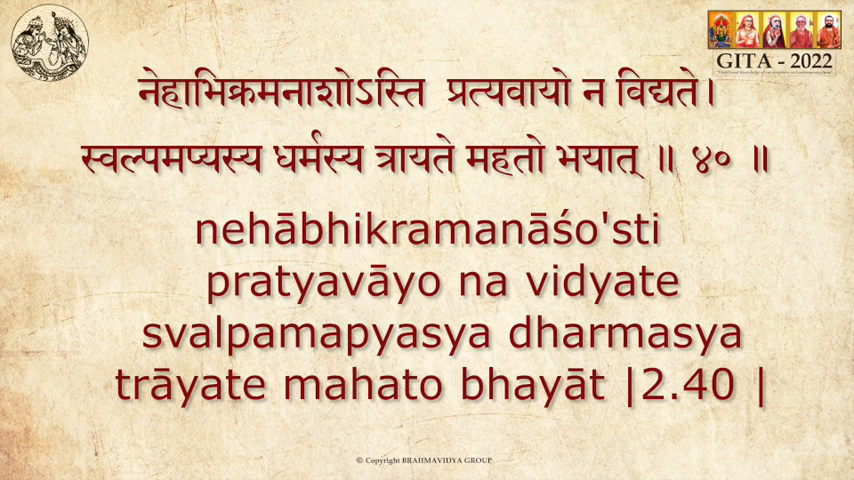 GITA - 2022
नेहाभिक्रमनाशोऽस्ति प्रत्यवायो न विद्यते।
स्वल्पमप्यस्य धर्मस्य त्रायते महतो भयात् ॥ ४० ॥
nehābhikramanāśo'sti
pratyavāyo na vidyate
svalpamapyasya dharmasya
trāyate mahato bhayāt |2.40 |
© Copyright BRAHMAVIDYA GROUP